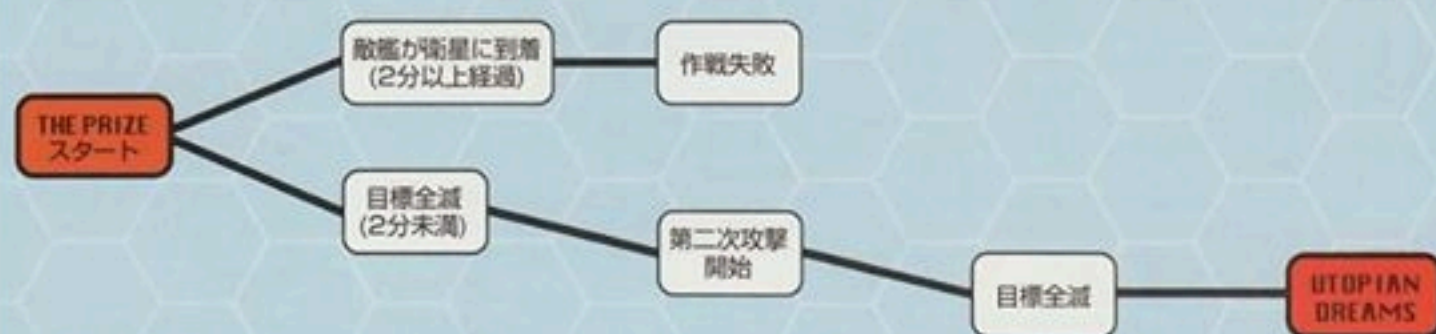 THE PRIZE
スタート
敵艦が衛星に到着
(2分以上経過)
作戦失敗
目標全滅
(2分未満)
第二次攻撃
開始
目標全滅
UTOPIAN
DREAMS